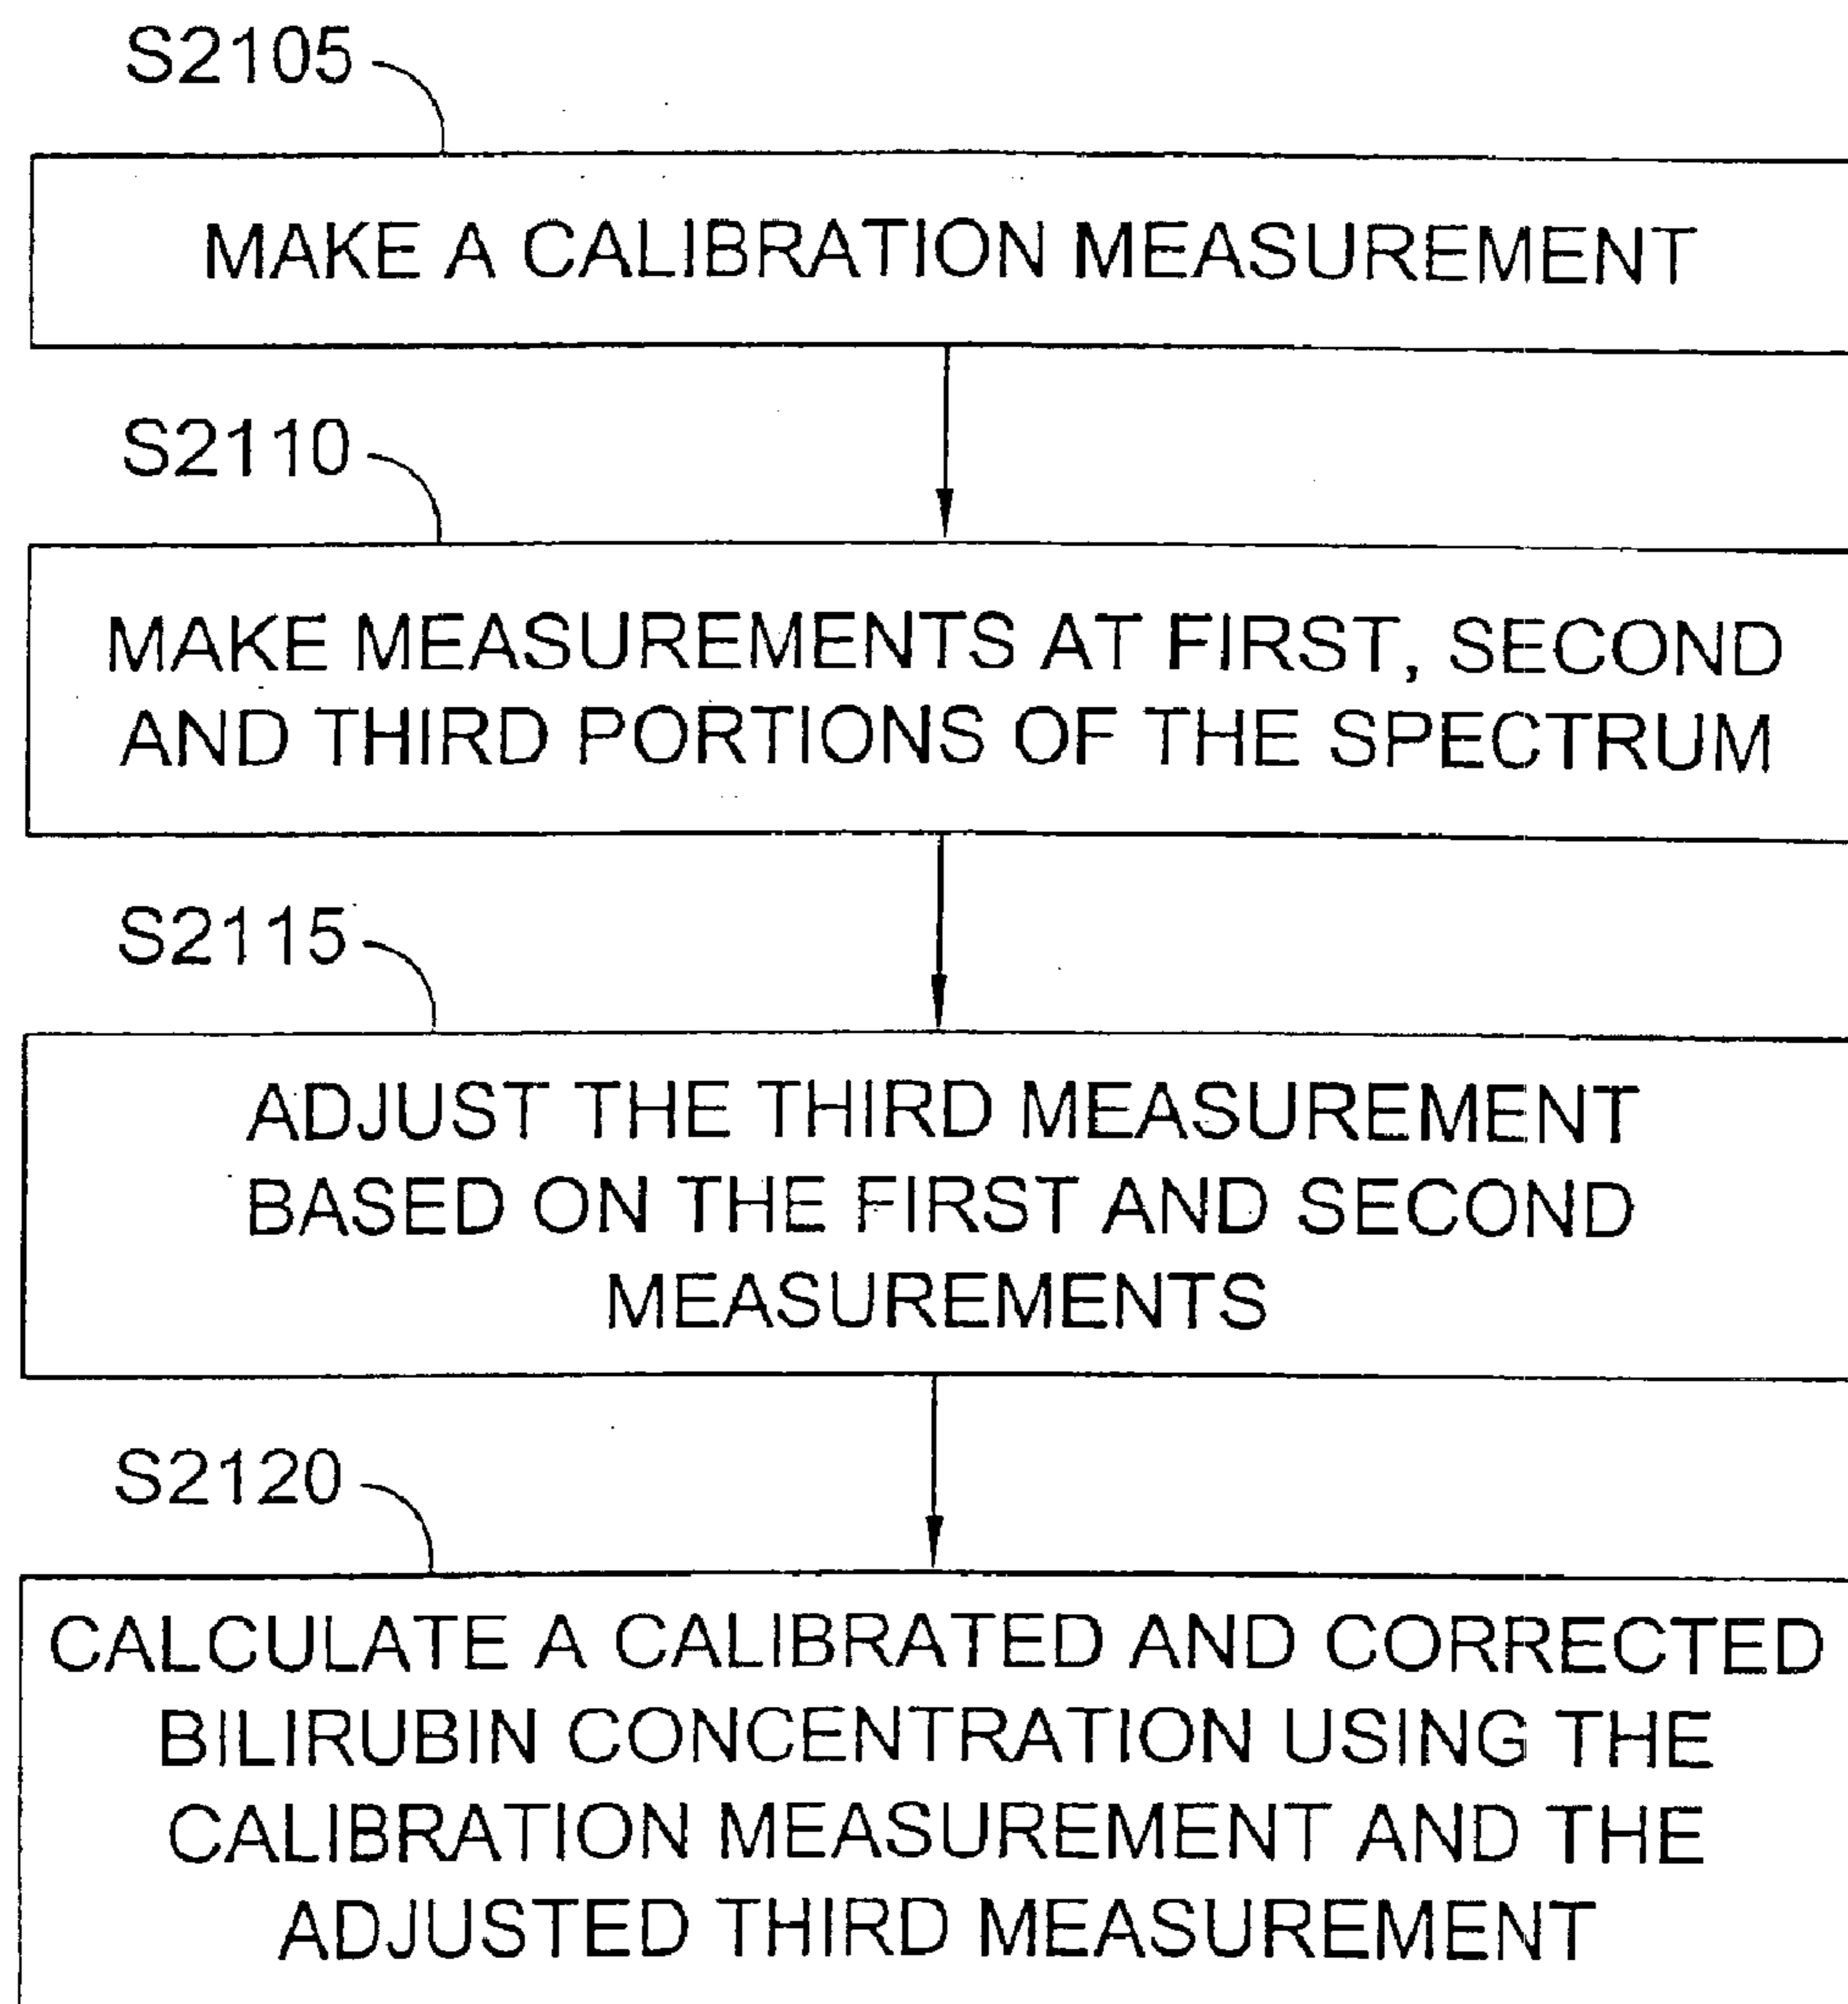 S2105
MAKE A CALIBRATION MEASUREMENT
S2110
MAKE MEASUREMENTS AT FIRST, SECOND
AND THIRD PORTIONS OF THE SPECTRUM
S2115
ADJUST THE THIRD MEASUREMENT
BASED ON THE FIRST AND SECOND
MEASUREMENTS
S2120
CALCULATE A CALIBRATED AND CORRECTED
BILIRUBIN CONCENTRATION USING THE
CALIBRATION MEASUREMENT AND THE
ADJUSTED THIRD MEASUREMENT